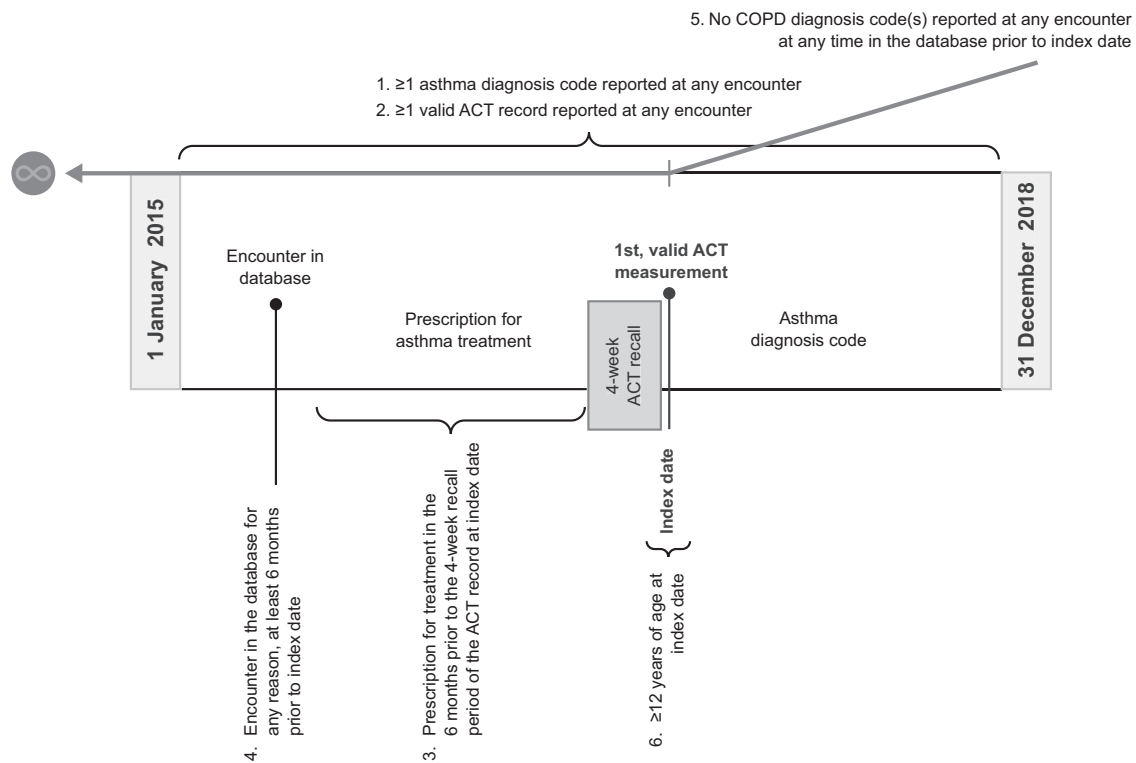 5. No COPD diagnosis code(s) reported at any encounter
at any time in the database prior to index date
1. ≥1 asthma diagnosis code reported at any encounter
2. ≥1 valid ACT record reported at any encounter
∞
1 January 2015
31 December 2018
Encounter in
database
Prescription for
asthma treatment
4-week
ACT recall
1st, valid ACT
measurement
Asthma
diagnosis code
4. Encounter in the database for
any reason, at least 6 months
prior to index date
3. Prescription for treatment in the
6 months prior to the 4-week recall
period of the ACT record at index date
Index date
6. ≥12 years of age at
index date